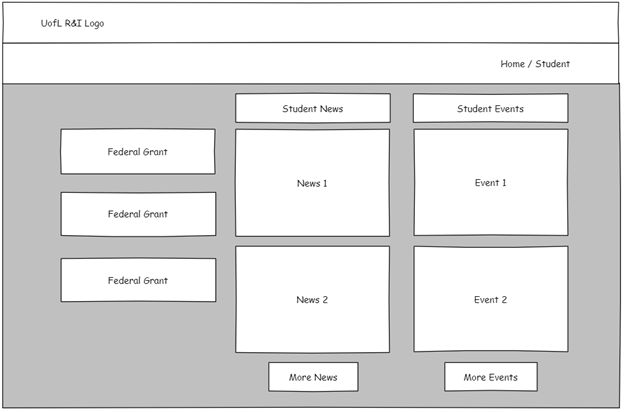 UofL R&I Logo
Home / Student
Student News
Student Events
Federal Grant
News 1
Event 1
Federal Grant
Federal Grant
News 2
Event 2
More News
More Events